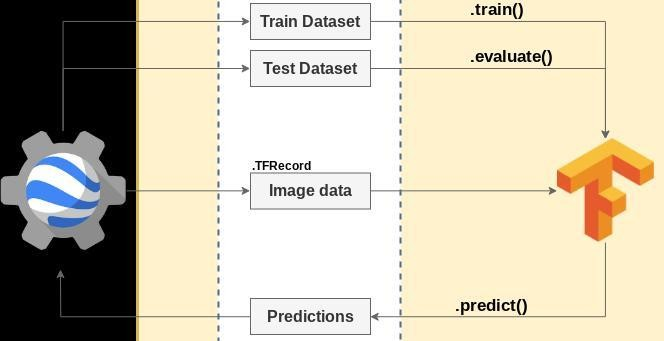 Train Dataset
.train()
Test Dataset
.evaluate()
.TFRecord
Image data
Predictions
.predict()